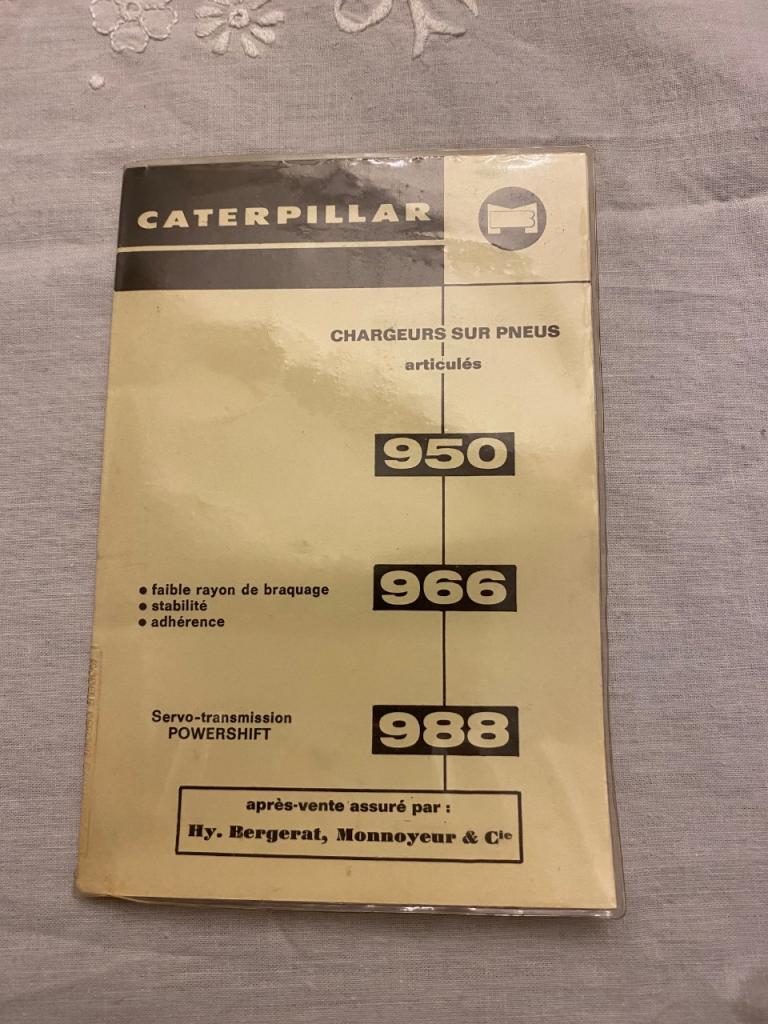 CATERPILLAR
CHARGEURS SUR PNEUS
articulés
950
966
• faible rayon de braquage
• stabilité
• adhérence
988
Servo-transmission
POWERSHIFT
après-vente assuré par :
Hy. Bergerat, Monnoyeur & Cie